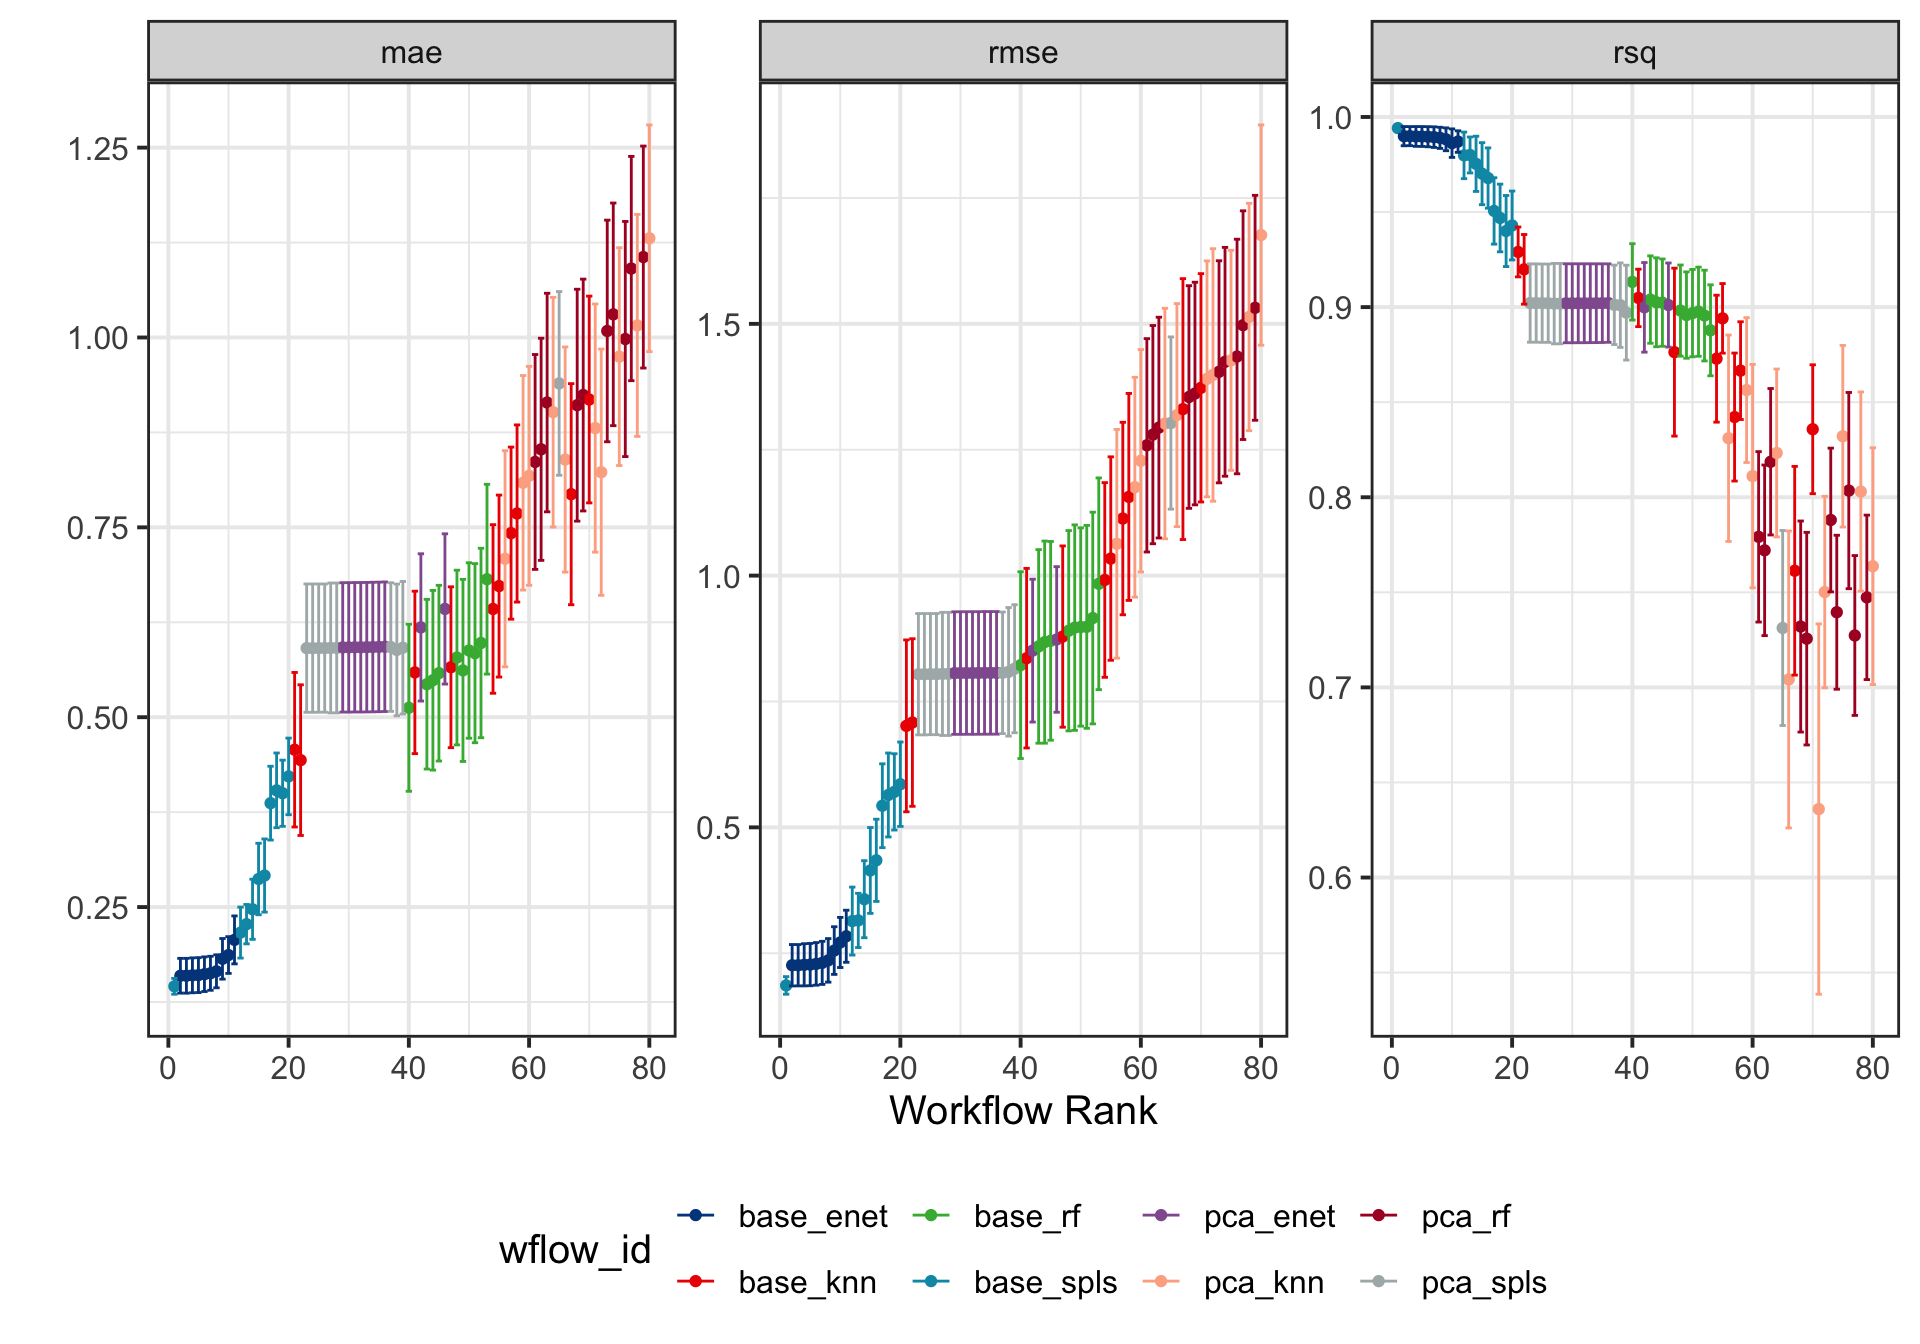 mae rmse rsq
1.25
1.00
0.75
0.50
0.25
1.5
1.0
0.5
1.0
0.9
0.8
0.7
0.6
0 20 40 60 80 0 20 40 60 80 0 20 40 60 80
Workflow Rank
wflow_id
base_enet base_rf pca_enet pca_rf
base_knn base_spls pca_knn pca_spls